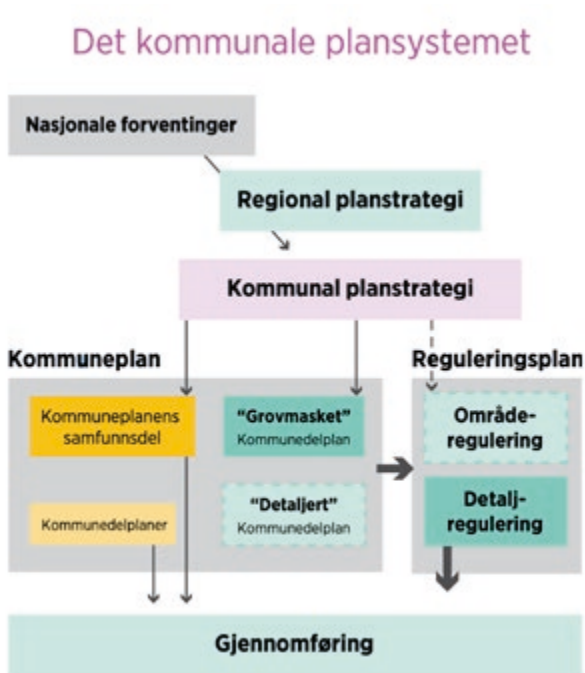 Det kommunale plansystemet
Nasjonale forventinger
Regional planstrategi
Kommunal planstrategi
Kommuneplan
Reguleringsplan
Kommuneplanens
samfunnsdel
"Grovmasket"
Kommunedelplan
Område-
regulering
Kommunedelplaner
"Detaljert"
Kommunedelplan
Detalj-
regulering
Gjennomføring